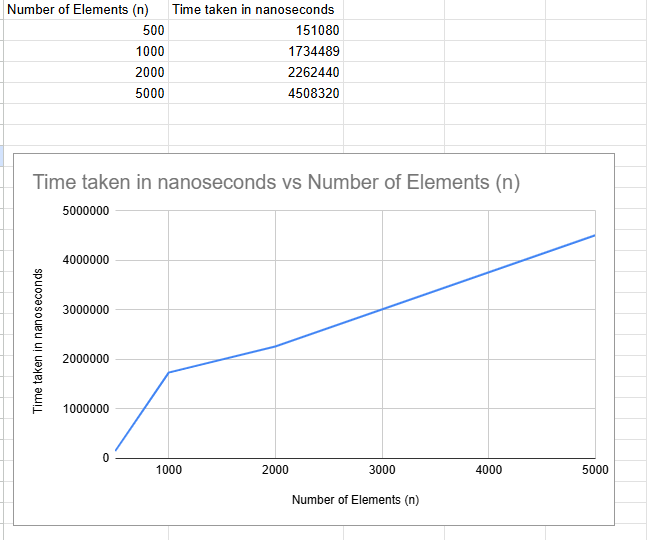 Number of Elements (n) Time taken in nanoseconds
500 151080
1000 1734489
2000 2262440
5000 4508320
Time taken in nanoseconds vs Number of Elements (n)
5000000
4000000
3000000
2000000
1000000
0
Time taken in nanoseconds
1000 2000 3000 4000 5000
Number of Elements (n)